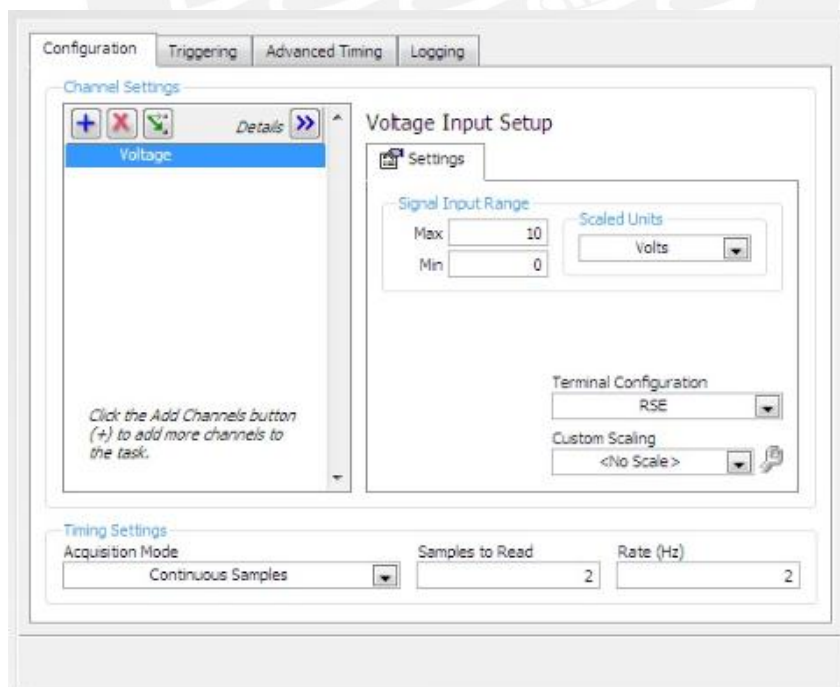 Configuration Triggering Advanced Timing Logging
Channel Settings
Details
Voltage
Click the Add Channels button
(+) to add more channels to
the task.
Voltage Input Setup
Settings
Signal Input Range
Max 10
Min 0
Scaled Units
Volts
Terminal Configuration
RSE
Custom Scaling
<No Scale>
Timing Settings
Acquisition Mode Samples to Read Rate (Hz)
Continuous Samples 2 2